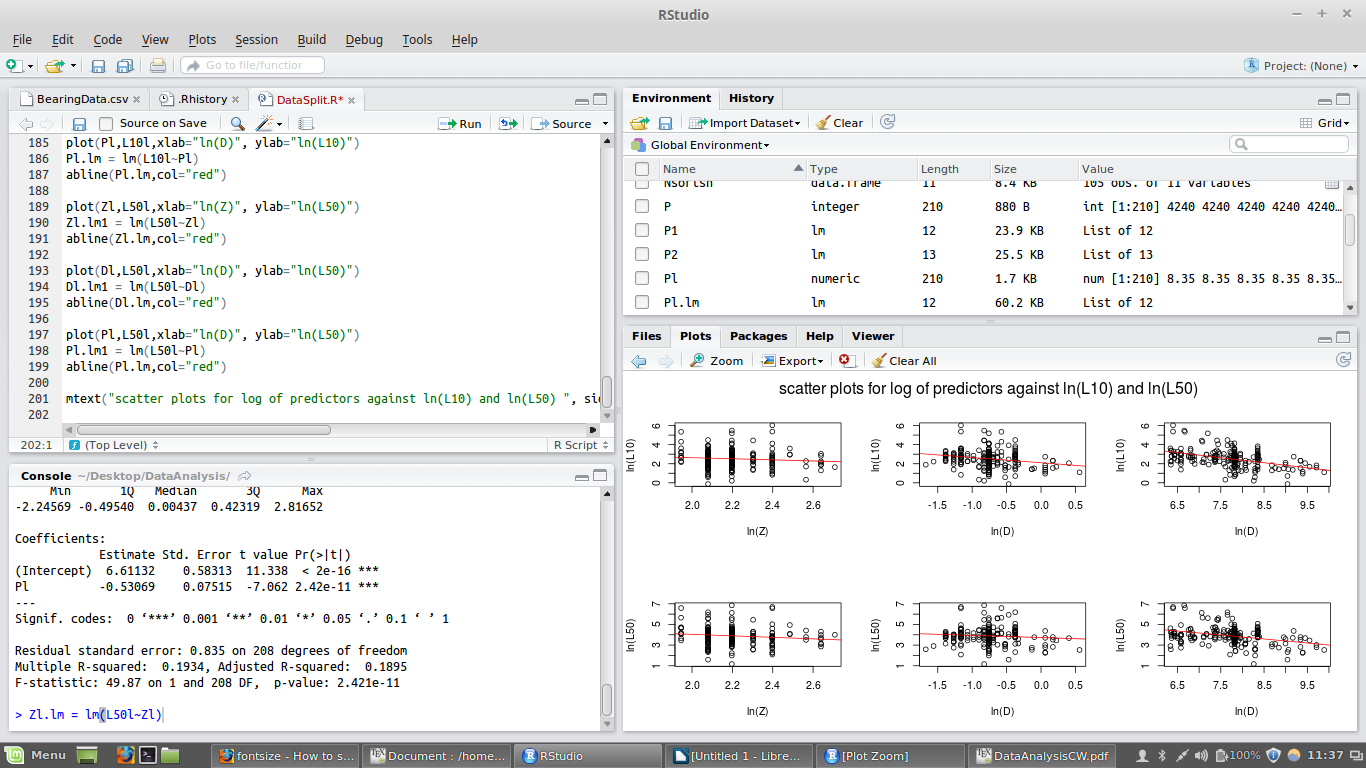 RStudio
File Edit Code View Plots Session Build Debug Tools Help
Go to file/function
Project: (None)
BearingData.csv
.Rhistory
DataSplit.R*
Source on Save
Run
Source
185 plot(Pl,L10l,xlab="ln(D)", ylab="ln(L10)")
186 Pl.lm = lm(L10l~Pl)
187 abline(Pl.lm,col="red")
188
189 plot(Zl,L50l,xlab="ln(Z)", ylab="ln(L50)")
190 Zl.lm1 = lm(L50l~Zl)
191 abline(Zl.lm,col="red")
192
193 plot(Dl,L50l,xlab="ln(D)", ylab="ln(L50)")
194 Dl.lm1 = lm(L50l~Dl)
195 abline(Dl.lm,col="red")
196
197 plot(Pl,L50l,xlab="ln(D)", ylab="ln(L50)")
198 Pl.lm1 = lm(L50l~Pl)
199 abline(Pl.lm,col="red")
200
201 mtext("scatter plots for log of predictors against ln(L10) and ln(L50) ", sid
202
202:1 (Top Level) R Script
Console ~/Desktop/DataAnalysis/
Min 1Q Median 3Q Max
-2.24569 -0.49540 0.00437 0.42319 2.81652
Coefficients:
Estimate Std. Error t value Pr(>|t|)
(Intercept) 6.61132 0.58313 11.338 < 2e-16 ***
Pl -0.53069 0.07515 -7.062 2.42e-11 ***
---
Signif. codes: 0 ‘***’ 0.001 ‘**’ 0.01 ‘*’ 0.05 ‘.’ 0.1 ‘ ’ 1
Residual standard error: 0.835 on 208 degrees of freedom
Multiple R-squared: 0.1934, Adjusted R-squared: 0.1895
F-statistic: 49.87 on 1 and 208 DF, p-value: 2.421e-11
> Zl.lm = lm(L50l~Zl)
Environment History
Import Dataset Clear Grid
Global Environment
Name Type Length Size Value
Nsortsh data.frame 11 8.4 KB 105 obs. of 11 variables
P integer 210 880 B int [1:210] 4240 4240 4240 4240 4240…
P1 lm 12 23.9 KB List of 12
P2 lm 13 25.5 KB List of 13
Pl numeric 210 1.7 KB num [1:210] 8.35 8.35 8.35 8.35 8.35…
Pl.lm lm 12 60.2 KB List of 12
Files Plots Packages Help Viewer
Zoom Export Clear All
scatter plots for log of predictors against ln(L10) and ln(L50)
ln(L10)
0 2 4 6
2.0 2.2 2.4 2.6
ln(Z)
ln(L10)
0 2 4 6
-1.5 -1.0 -0.5 0.0 0.5
ln(D)
ln(L10)
0 2 4 6
6.5 7.5 8.5 9.5
ln(D)
ln(L50)
1 3 5 7
2.0 2.2 2.4 2.6
ln(Z)
ln(L50)
1 3 5 7
-1.5 -1.0 -0.5 0.0 0.5
ln(D)
ln(L50)
1 3 5 7
6.5 7.5 8.5 9.5
ln(D)
Menu
fontsize - How to s...
Document : /home...
RStudio
[Untitled 1 - Libre...
[Plot Zoom]
DataAnalysisCW.pdf
100%
11:37